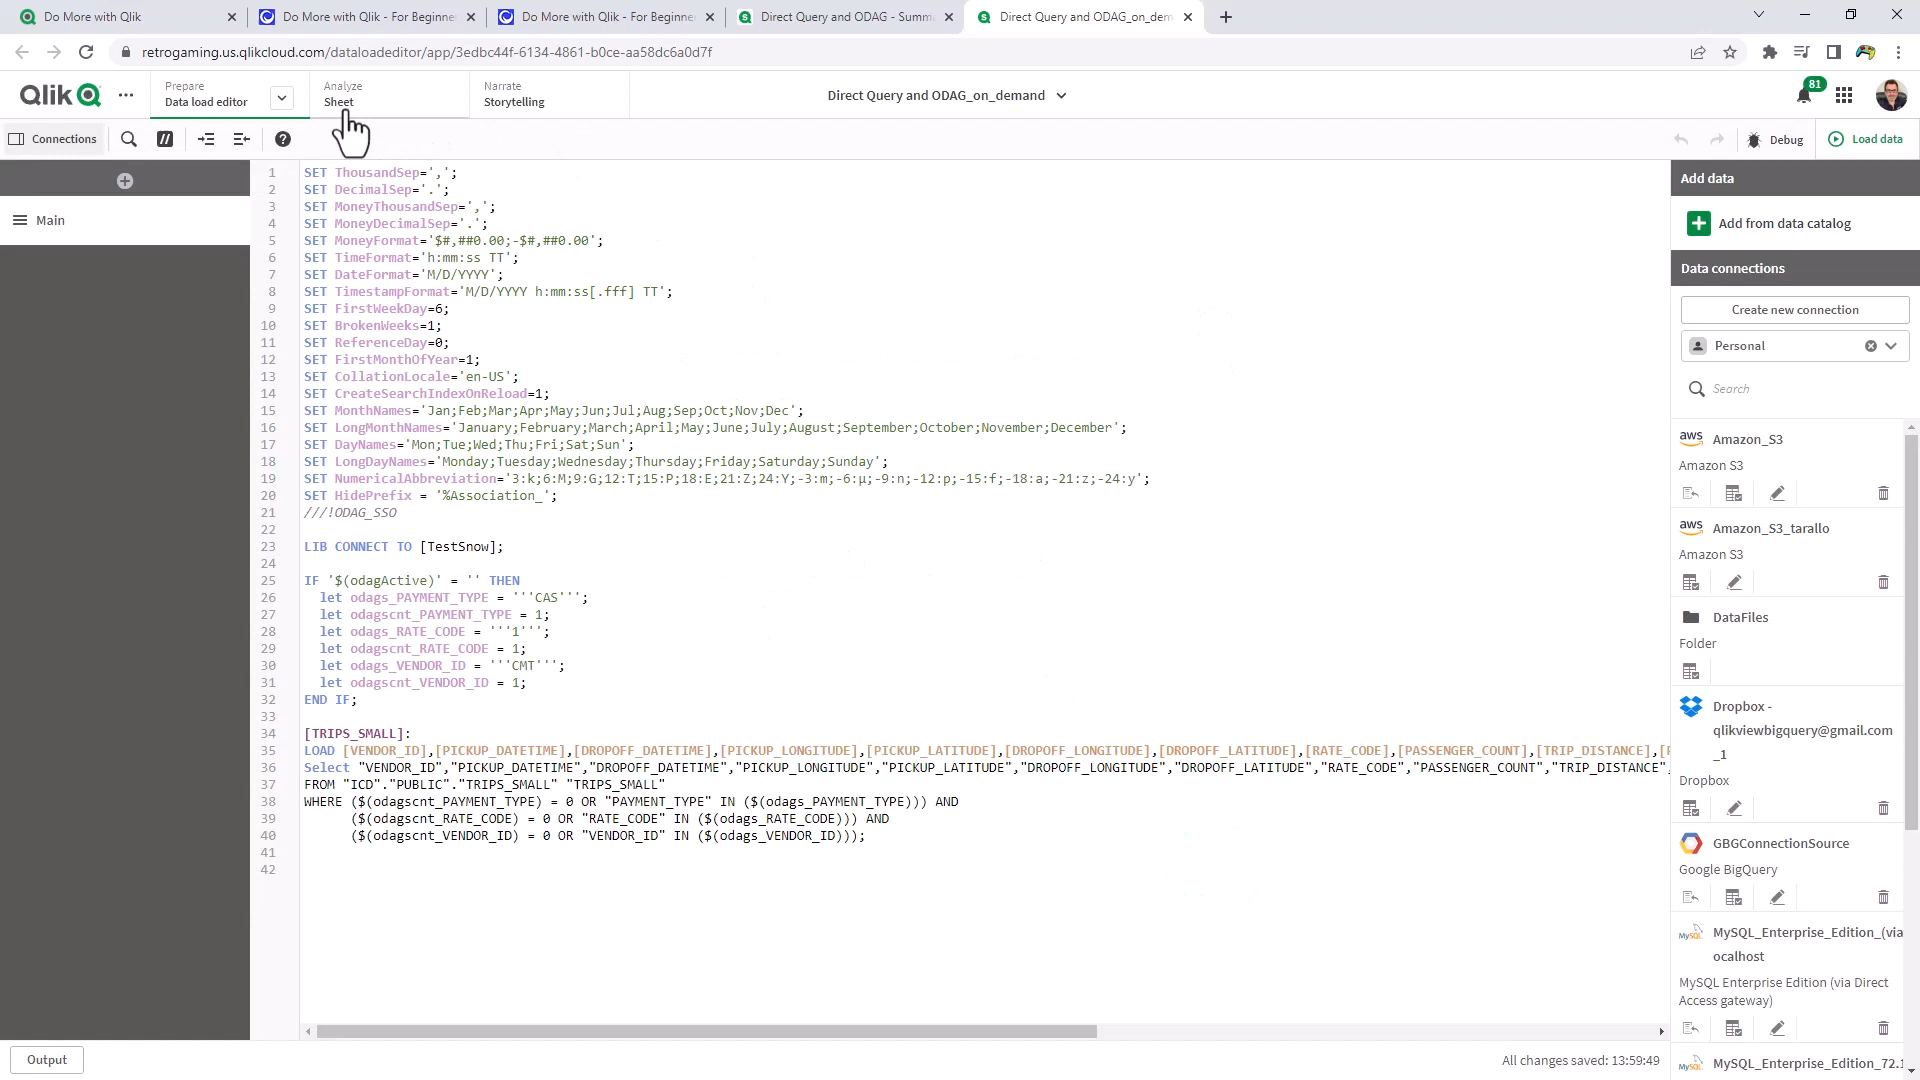 Do More with Qlik
Do More with Qlik - For Beginne
Do More with Qlik - For Beginne
Direct Query and ODAG - Summ
Direct Query and ODAG_on_dem
retrogaming.us.qlikcloud.com/dataloadeditor/app/3edbc44f-6134-4861-b0ce-aa58dc6a0d7f
Qlik
Prepare
Data load editor
Analyze
Sheet
Narrate
Storytelling
Direct Query and ODAG_on_demand
81
Connections
Debug
Load data
Main
1 SET ThousandSep=',';
2 SET DecimalSep='.';
3 SET MoneyThousandSep=',';
4 SET MoneyDecimalSep='.';
5 SET MoneyFormat='$#,##0.00;-$#,##0.00';
6 SET TimeFormat='h:mm:ss TT';
7 SET DateFormat='M/D/YYYY';
8 SET TimestampFormat='M/D/YYYY h:mm:ss[.fff] TT';
9 SET FirstWeekDay=6;
10 SET BrokenWeeks=1;
11 SET ReferenceDay=0;
12 SET FirstMonthOfYear=1;
13 SET CollationLocale='en-US';
14 SET CreateSearchIndexOnReload=1;
15 SET MonthNames='Jan;Feb;Mar;Apr;May;Jun;Jul;Aug;Sep;Oct;Nov;Dec';
16 SET LongMonthNames='January;February;March;April;May;June;July;August;September;October;November;December';
17 SET DayNames='Mon;Tue;Wed;Thu;Fri;Sat;Sun';
18 SET LongDayNames='Monday;Tuesday;Wednesday;Thursday;Friday;Saturday;Sunday';
19 SET NumericalAbbreviation='3:k;6:M;9:G;12:T;15:P;18:E;21:Z;24:Y;-3:m;-6:μ;-9:n;-12:p;-15:f;-18:a;-21:z;-24:y';
20 SET HidePrefix = '%Association_';
21 ///!ODAG_SSO
22
23 LIB CONNECT TO [TestSnow];
24
25 IF '$(odagActive)' = '' THEN
26 let odags_PAYMENT_TYPE = '''CAS''';
27 let odagscnt_PAYMENT_TYPE = 1;
28 let odags_RATE_CODE = '''1''';
29 let odagscnt_RATE_CODE = 1;
30 let odags_VENDOR_ID = '''CMT''';
31 let odagscnt_VENDOR_ID = 1;
32 END IF;
33
34 [TRIPS_SMALL]:
35 LOAD [VENDOR_ID],[PICKUP_DATETIME],[DROPOFF_DATETIME],[PICKUP_LONGITUDE],[PICKUP_LATITUDE],[DROPOFF_LONGITUDE],[DROPOFF_LATITUDE],[RATE_CODE],[PASSENGER_COUNT],[TRIP_DISTANCE],[
36 Select "VENDOR_ID","PICKUP_DATETIME","DROPOFF_DATETIME","PICKUP_LONGITUDE","PICKUP_LATITUDE","DROPOFF_LONGITUDE","DROPOFF_LATITUDE","RATE_CODE","PASSENGER_COUNT","TRIP_DISTANCE",
37 FROM "ICD"."PUBLIC"."TRIPS_SMALL" "TRIPS_SMALL"
38 WHERE ($(odagscnt_PAYMENT_TYPE) = 0 OR "PAYMENT_TYPE" IN ($(odags_PAYMENT_TYPE))) AND
39 ($(odagscnt_RATE_CODE) = 0 OR "RATE_CODE" IN ($(odags_RATE_CODE))) AND
40 ($(odagscnt_VENDOR_ID) = 0 OR "VENDOR_ID" IN ($(odags_VENDOR_ID)));
41
42
Add data
Add from data catalog
Data connections
Create new connection
Personal
Search
aws Amazon_S3
Amazon S3
aws Amazon_S3_tarallo
Amazon S3
DataFiles
Folder
Dropbox -
qlikviewbigquery@gmail.com
_1
Dropbox
GBGConnectionSource
Google BigQuery
MySQL MySQL_Enterprise_Edition_(via
ocalhost
MySQL Enterprise Edition (via Direct
Access gateway)
MySQL MySQL_Enterprise_Edition_72.1
Output
All changes saved: 13:59:49